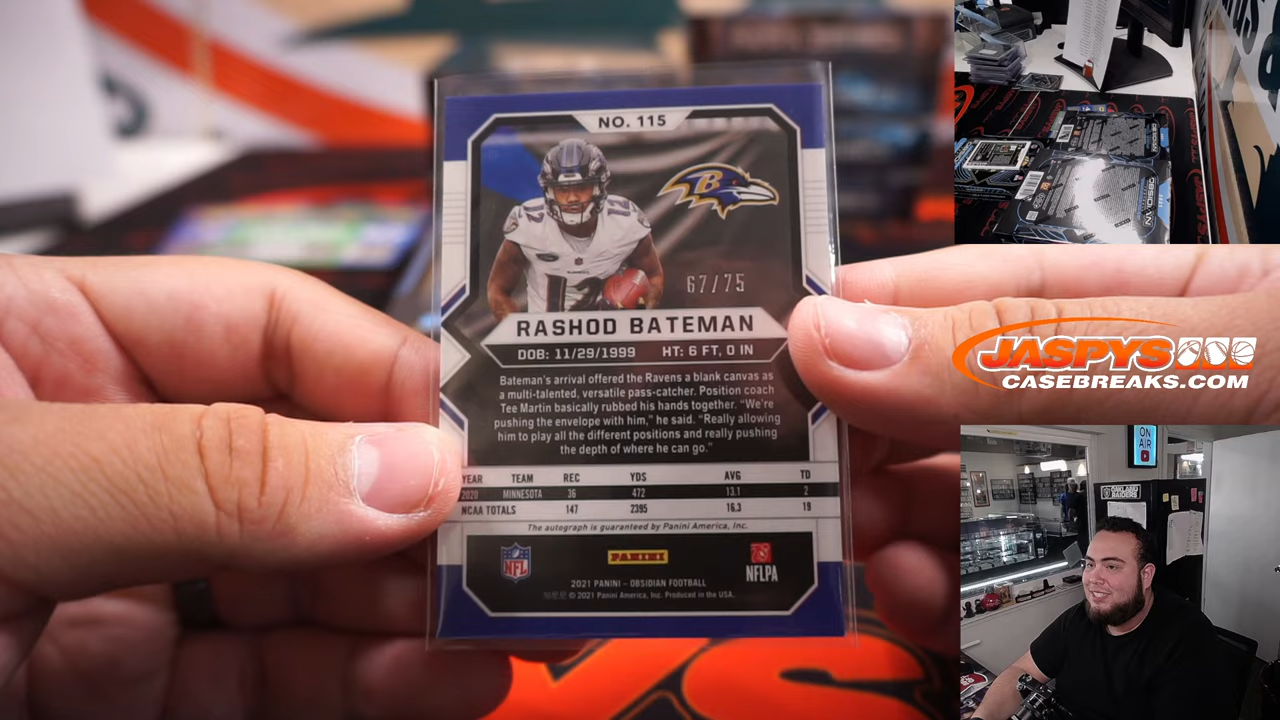 NO. 115
67/75
RASHOD BATEMAN
DOB: 11/29/1999 HT: 6 FT, 0 IN
Bateman's arrival offered the Ravens a blank canvas as
a multi-talented, versatile pass-catcher. Position coach
Tee Martin basically rubbed his hands together. "We're
pushing the envelope with him," he said. "Really allowing
him to play all the different positions and really pushing
the depth of where he can go."
YEAR TEAM REC YDS AVG TD
2020 MINNESOTA 36 472 13.1 2
NCAA TOTALS 147 2395 16.3 19
The autograph is guaranteed by Panini America, Inc.
NFL PANINI NFLPA
2021 PANINI – OBSIDIAN FOOTBALL
© 2021 Panini America, Inc. Produced in the USA.
JASPYS
CASEBREAKS.COM
ON
AIR
OAKLAND
RAIDERS